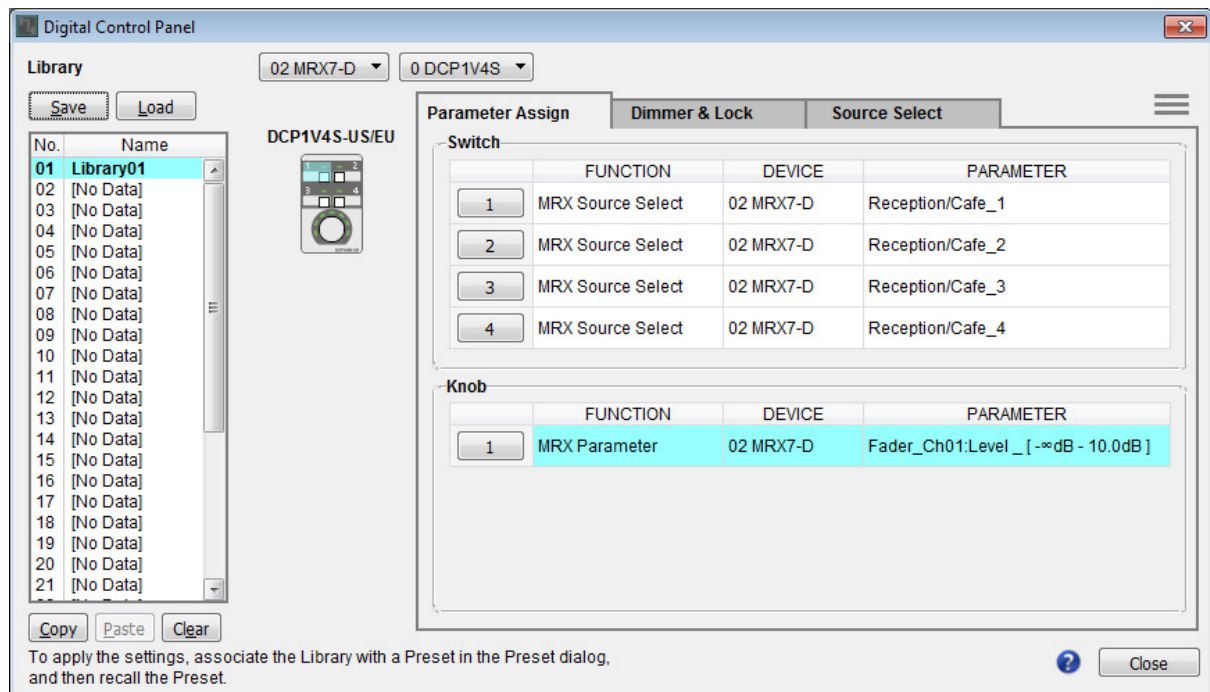 Digital Control Panel
Library
02 MRX7-D
0 DCP1V4S
Save
Load
No. Name
01 Library01
02 [No Data]
03 [No Data]
04 [No Data]
05 [No Data]
06 [No Data]
07 [No Data]
08 [No Data]
09 [No Data]
10 [No Data]
11 [No Data]
12 [No Data]
13 [No Data]
14 [No Data]
15 [No Data]
16 [No Data]
17 [No Data]
18 [No Data]
19 [No Data]
20 [No Data]
21 [No Data]
Copy
Paste
Clear
DCP1V4S-US/EU
1 2
3 4
Parameter Assign
Dimmer & Lock
Source Select
Switch
FUNCTION DEVICE PARAMETER
1 MRX Source Select 02 MRX7-D Reception/Cafe_1
2 MRX Source Select 02 MRX7-D Reception/Cafe_2
3 MRX Source Select 02 MRX7-D Reception/Cafe_3
4 MRX Source Select 02 MRX7-D Reception/Cafe_4
Knob
FUNCTION DEVICE PARAMETER
1 MRX Parameter 02 MRX7-D Fader_Ch01:Level _ [ -∞dB - 10.0dB ]
To apply the settings, associate the Library with a Preset in the Preset dialog,
and then recall the Preset.
?
Close